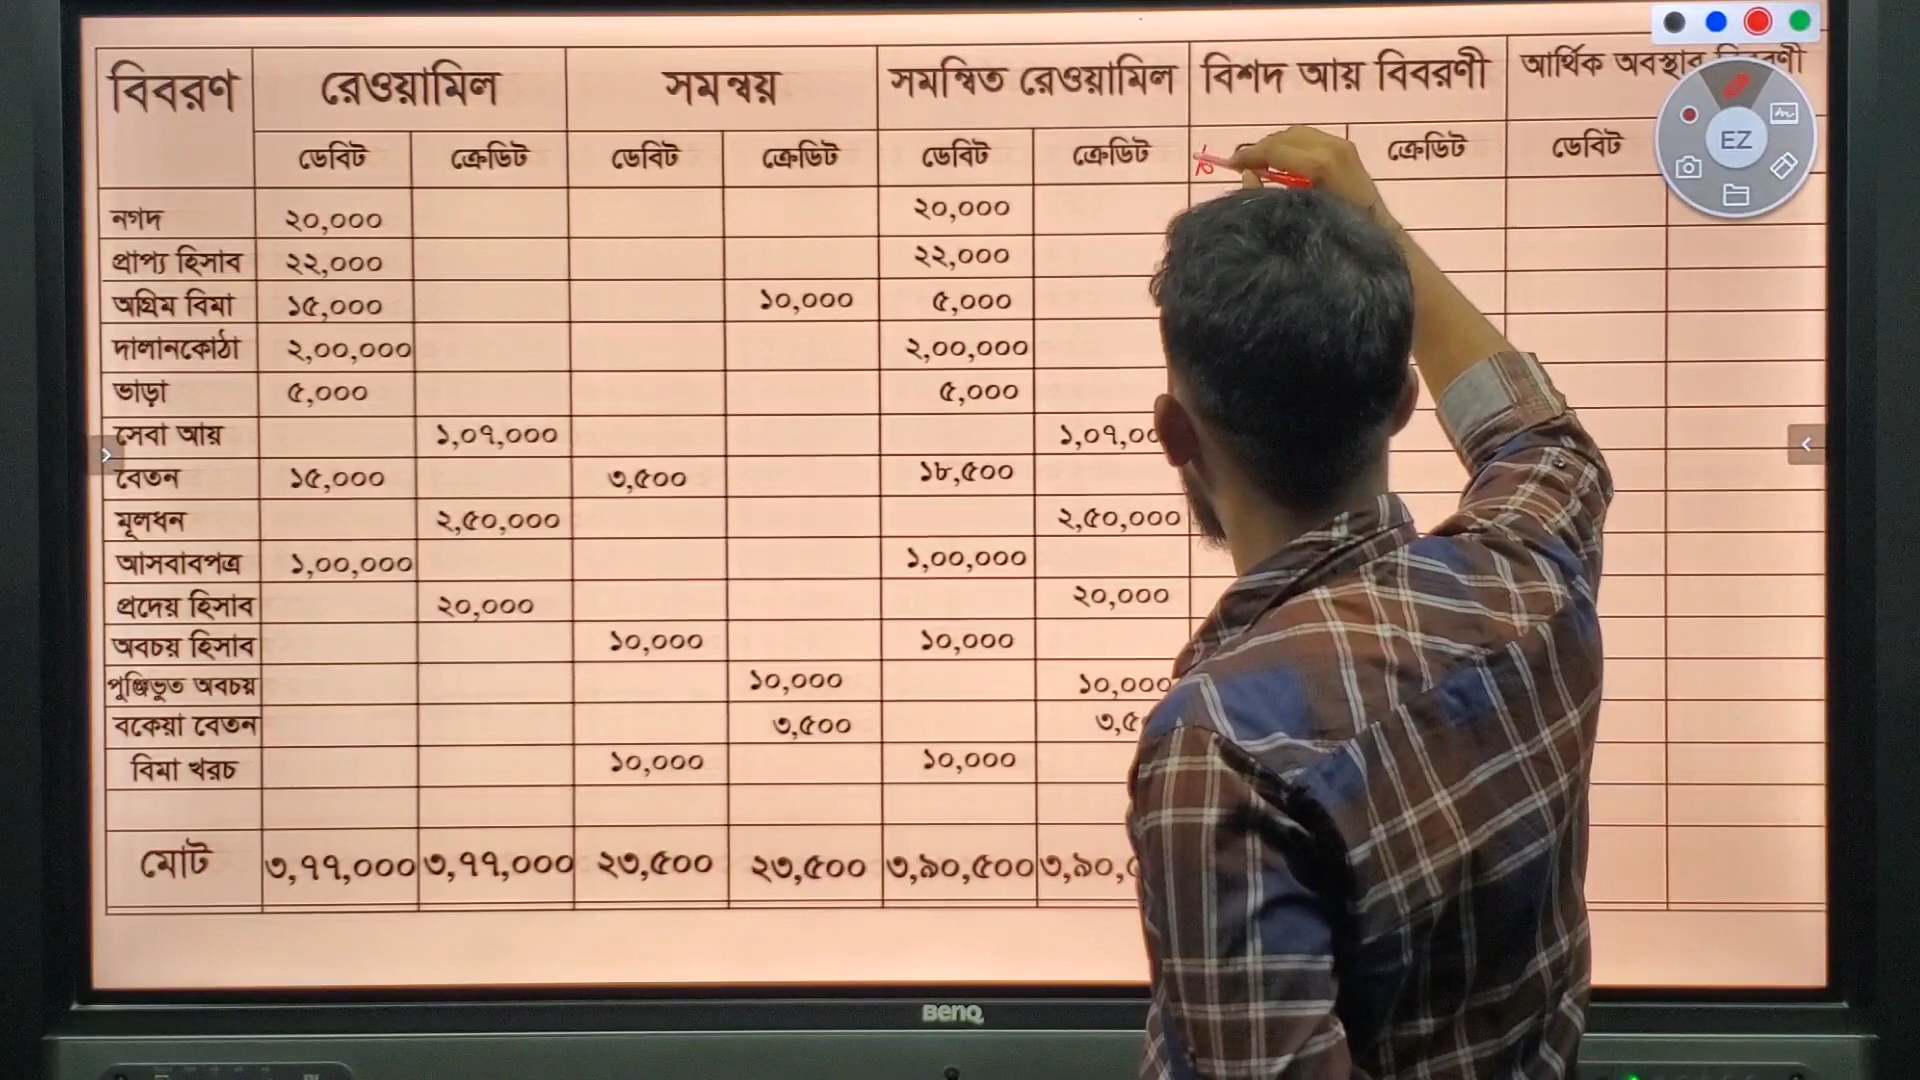 বিবরণ রেওয়ামিল সমন্বয় সমন্বিত রেওয়ামিল বিশদ আয় বিবরণী আর্থিক অবস্থার
ডেবিট ক্রেডিট ডেবিট ক্রেডিট ডেবিট ক্রেডিট ক্রেডিট ডেবিট
EZ
নগদ ২০,০০০ ২০,০০০
প্রাপ্য হিসাব ২২,০০০ ২২,০০০
অগ্রিম বিমা ১৫,০০০ ১০,০০০ ৫,০০০
দালানকোঠা ২,০০,০০০ ২,০০,০০০
ভাড়া ৫,০০০ ৫,০০০
সেবা আয় ১,০৭,০০০
বেতন ১৫,০০০ ৩,৫০০ ১৮,৫০০
মূলধন ২,৫০,০০০ ২,৫০,০০০
আসবাবপত্র ১,০০,০০০ ১,০০,০০০
প্রদেয় হিসাব ২০,০০০ ২০,০০০
অবচয় হিসাব ১০,০০০ ১০,০০০
পুঞ্জিভুত অবচয় ১০,০০০ ১০,০০০
বকেয়া বেতন ৩,৫০০
বিমা খরচ ১০,০০০ ১০,০০০
মোট ৩,৭৭,০০০ ৩,৭৭,০০০ ২৩,৫০০ ২৩,৫০০ ৩,৯০,৫০০
BenQ